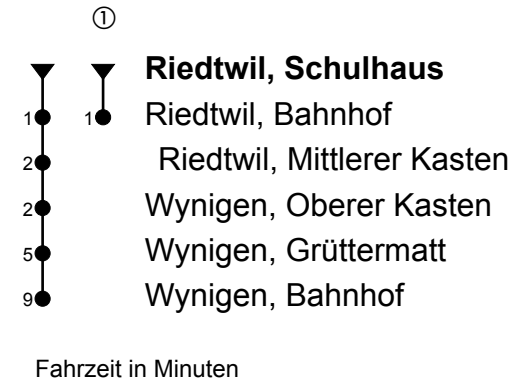 ①
Riedtwil, Schulhaus
1 1 Riedtwil, Bahnhof
2 Riedtwil, Mittlerer Kasten
2 Wynigen, Oberer Kasten
5 Wynigen, Grüttermatt
9 Wynigen, Bahnhof
Fahrzeit in Minuten